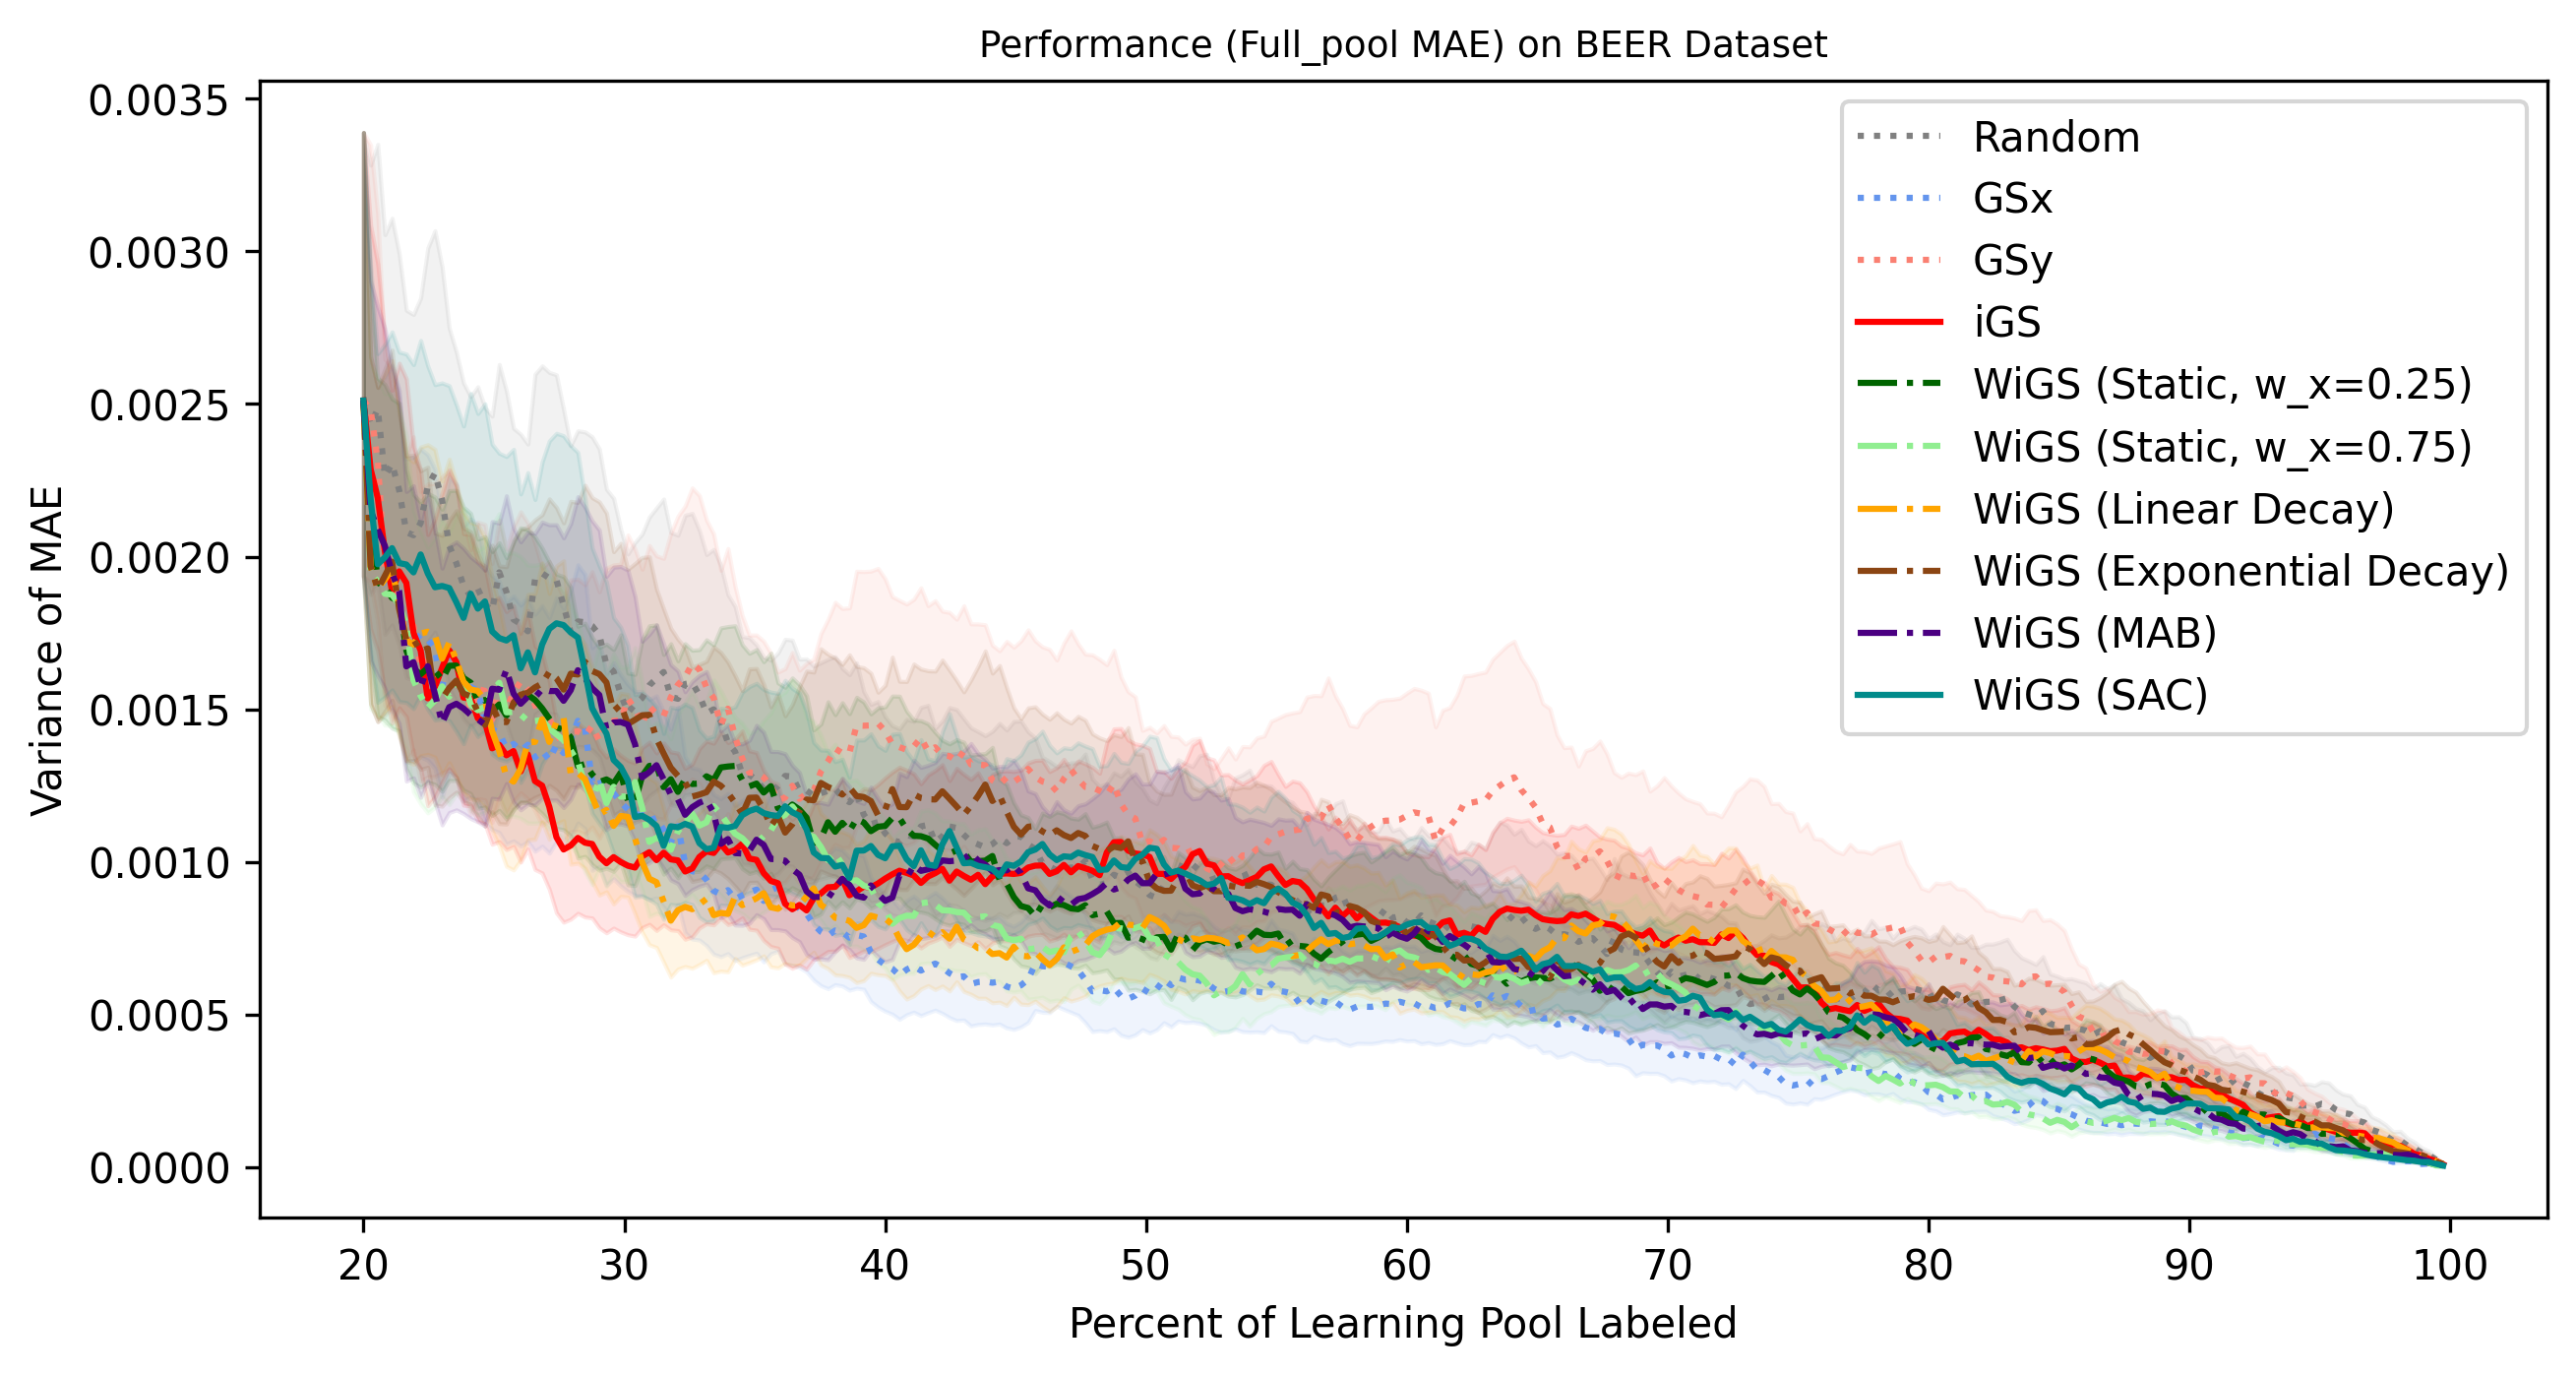 Performance (Full_pool MAE) on BEER Dataset
Variance of MAE
0.0035
0.0030
0.0025
0.0020
0.0015
0.0010
0.0005
0.0000
Random
GSx
GSy
iGS
WiGS (Static, w_x=0.25)
WiGS (Static, w_x=0.75)
WiGS (Linear Decay)
WiGS (Exponential Decay)
WiGS (MAB)
WiGS (SAC)
20 30 40 50 60 70 80 90 100
Percent of Learning Pool Labeled